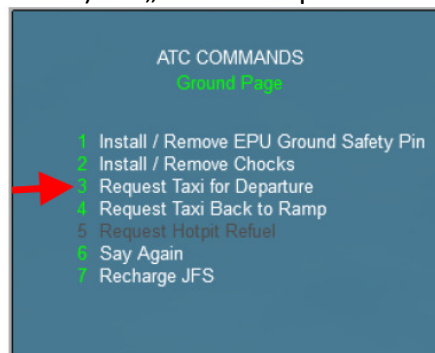 ATC COMMANDS
Ground Page
1 Install / Remove EPU Ground Safety Pin
2 Install / Remove Chocks
3 Request Taxi for Departure
4 Request Taxi Back to Ramp
5 Request Hotpit Refuel
6 Say Again
7 Recharge JFS